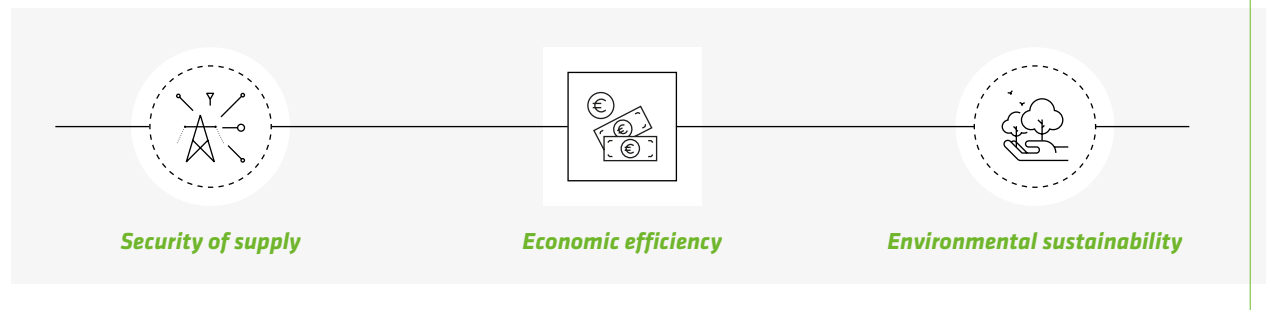 Security of supply
Economic efficiency
Environmental sustainability